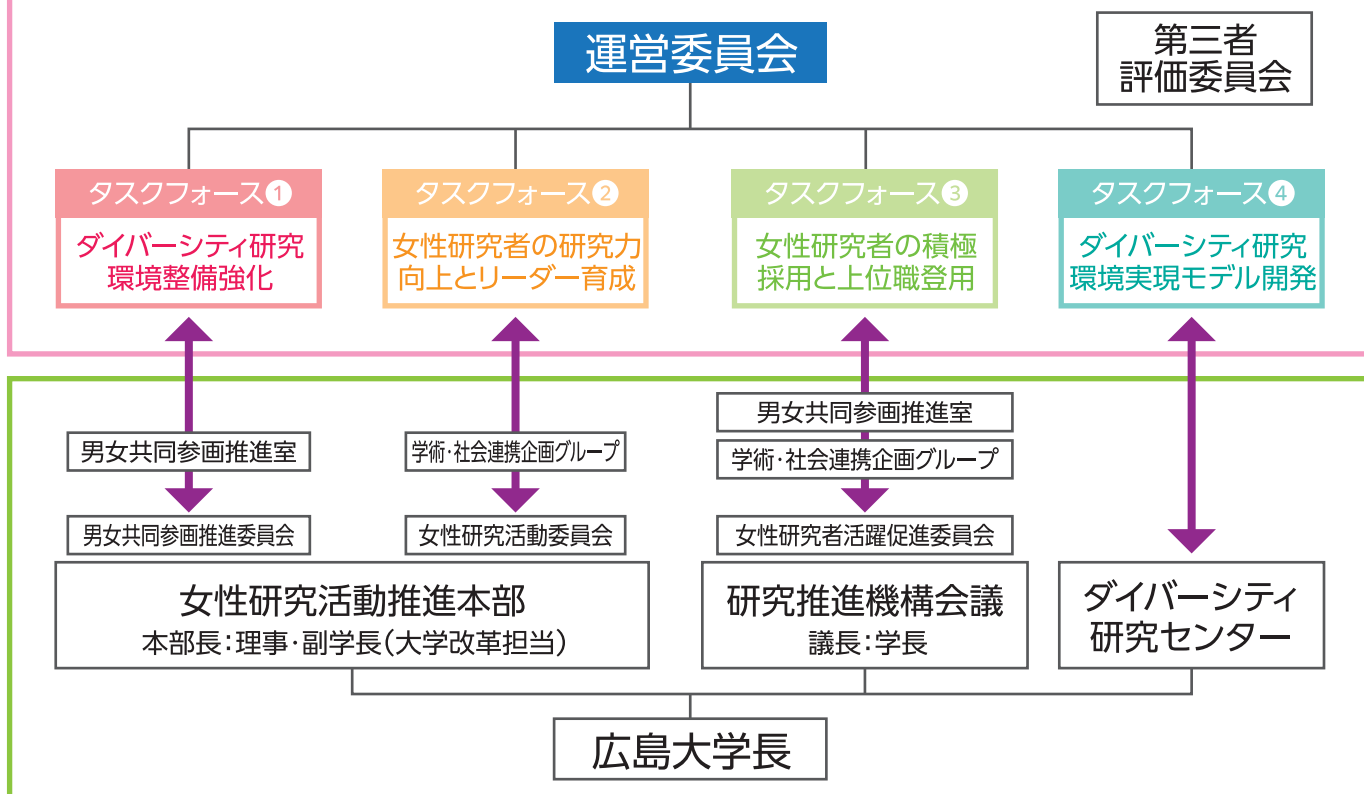 運営委員会
第三者
評価委員会
タスクフォース①
ダイバーシティ研究
環境整備強化
タスクフォース②
女性研究者の研究力
向上とリーダー育成
タスクフォース③
女性研究者の積極
採用と上位職登用
タスクフォース④
ダイバーシティ研究
環境実現モデル開発
男女共同参画推進室
学術・社会連携企画グループ
男女共同参画推進室
学術・社会連携企画グループ
男女共同参画推進委員会
女性研究活動委員会
女性研究者活躍促進委員会
女性研究活動推進本部
本部長：理事・副学長（大学改革担当）
研究推進機構会議
議長：学長
ダイバーシティ
研究センター
広島大学長